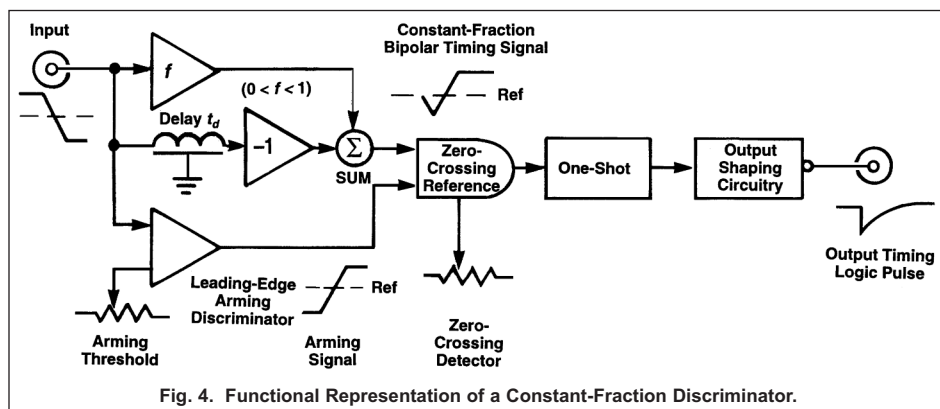 Input
f
(0 < f < 1)
Constant-Fraction
Bipolar Timing Signal
Ref
Delay t_d
−1
Σ
SUM
Zero-
Crossing
Reference
One-Shot
Output
Shaping
Circuitry
Output Timing
Logic Pulse
Leading-Edge
Arming
Discriminator
Ref
Arming
Threshold
Arming
Signal
Zero-
Crossing
Detector
Fig. 4. Functional Representation of a Constant-Fraction Discriminator.